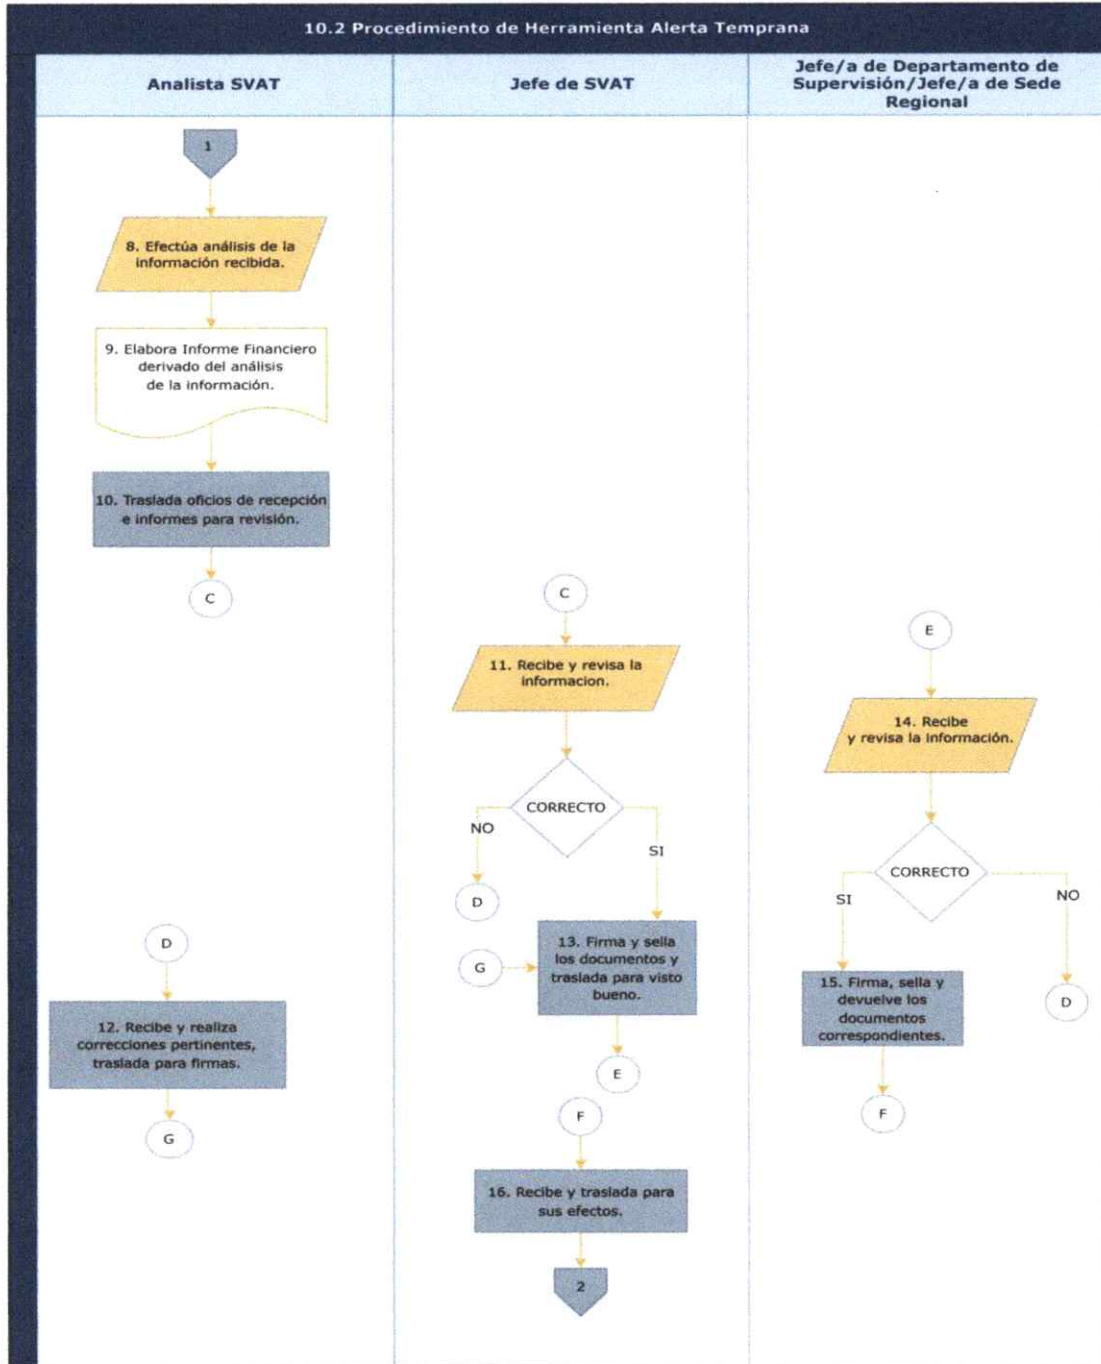 10.2 Procedimiento de Herramienta Alerta Temprana
Analista SVAT
Jefe de SVAT
Jefe/a de Departamento de
Supervisión/Jefe/a de Sede
Regional
1
8. Efectúa análisis de la
información recibida.
9. Elabora Informe Financiero
derivado del análisis
de la información.
10. Traslada oficios de recepción
e informes para revisión.
C
D
12. Recibe y realiza
correcciones pertinentes,
traslada para firmas.
G
C
11. Recibe y revisa la
informacion.
CORRECTO
NO
SI
D
G
13. Firma y sella
los documentos y
traslada para visto
bueno.
E
F
16. Recibe y traslada para
sus efectos.
2
E
14. Recibe
y revisa la información.
CORRECTO
SI
NO
15. Firma, sella y
devuelve los
documentos
correspondientes.
D
F